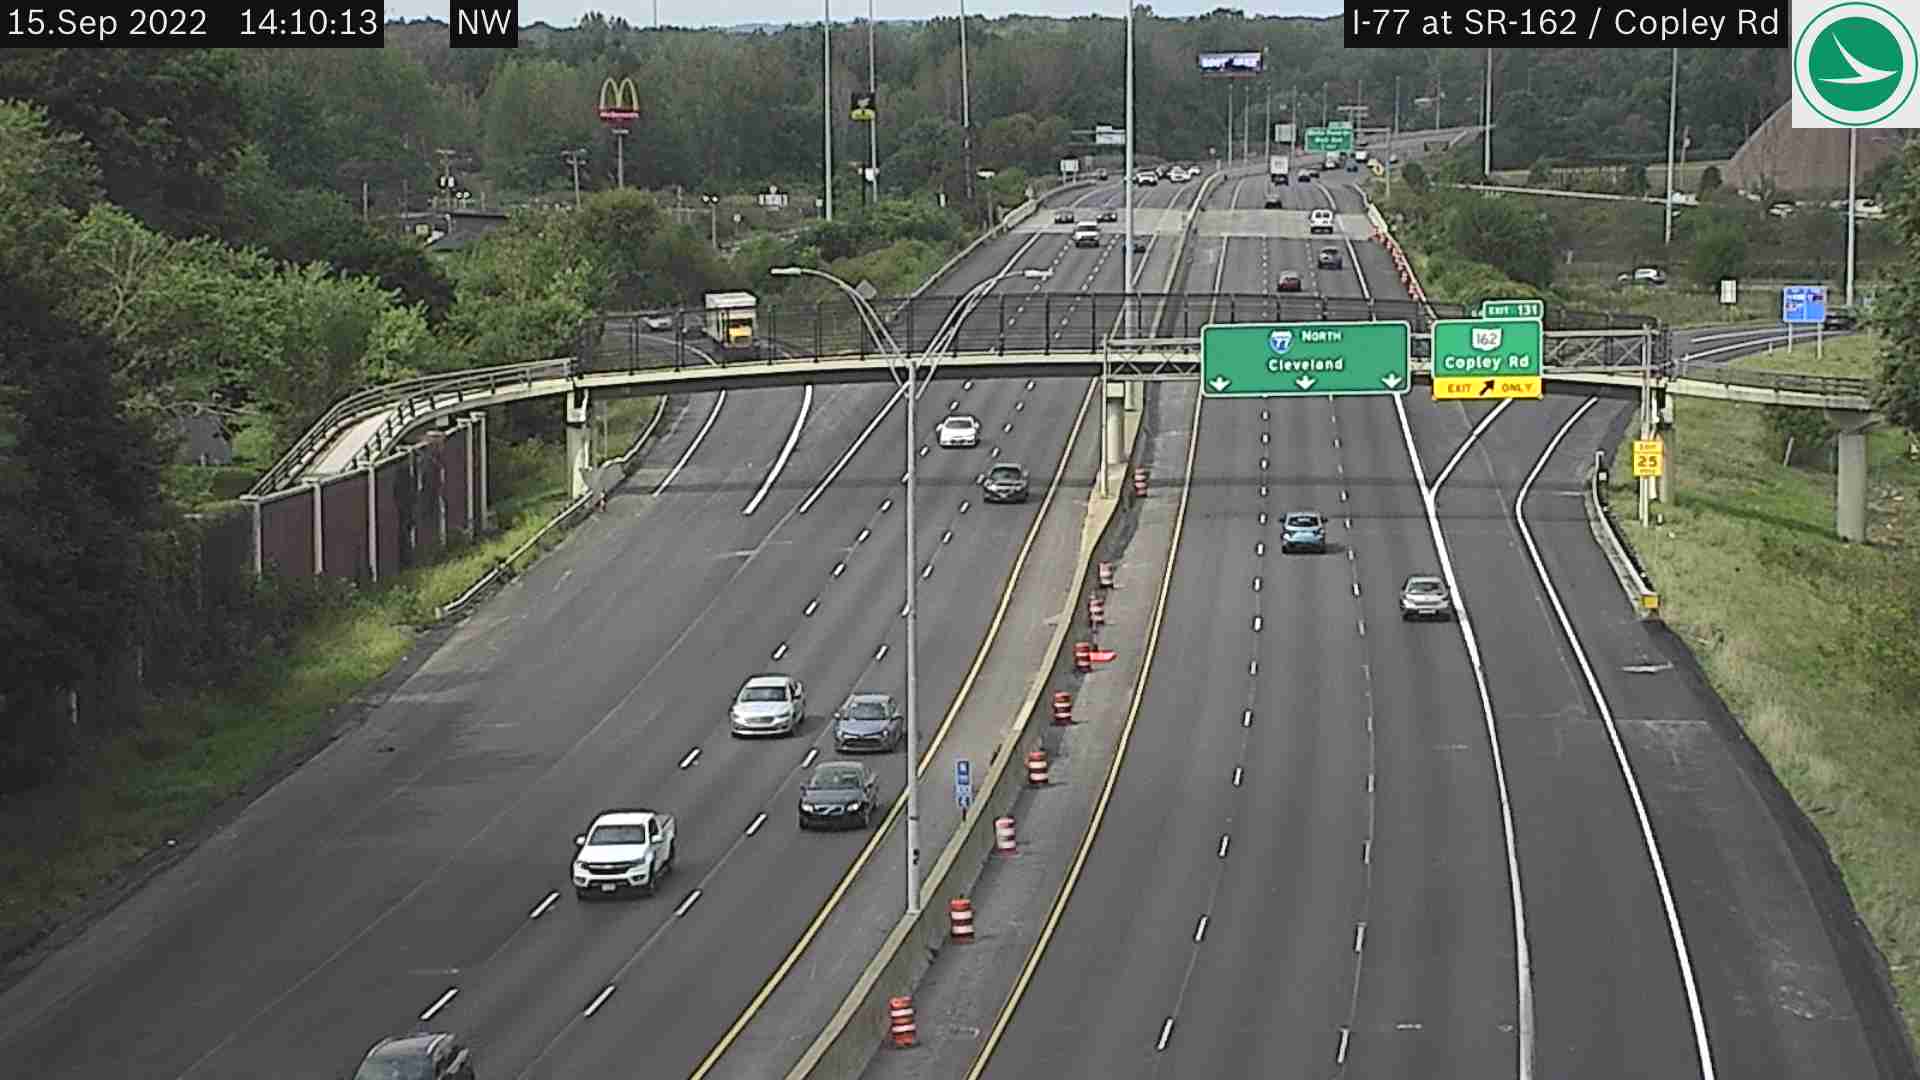 15.Sep 2022 14:10:13
NW
I-77 at SR-162 / Copley Rd
McDonald's
EXIT 131
77 NORTH
Cleveland
162
Copley Rd
EXIT ONLY
25